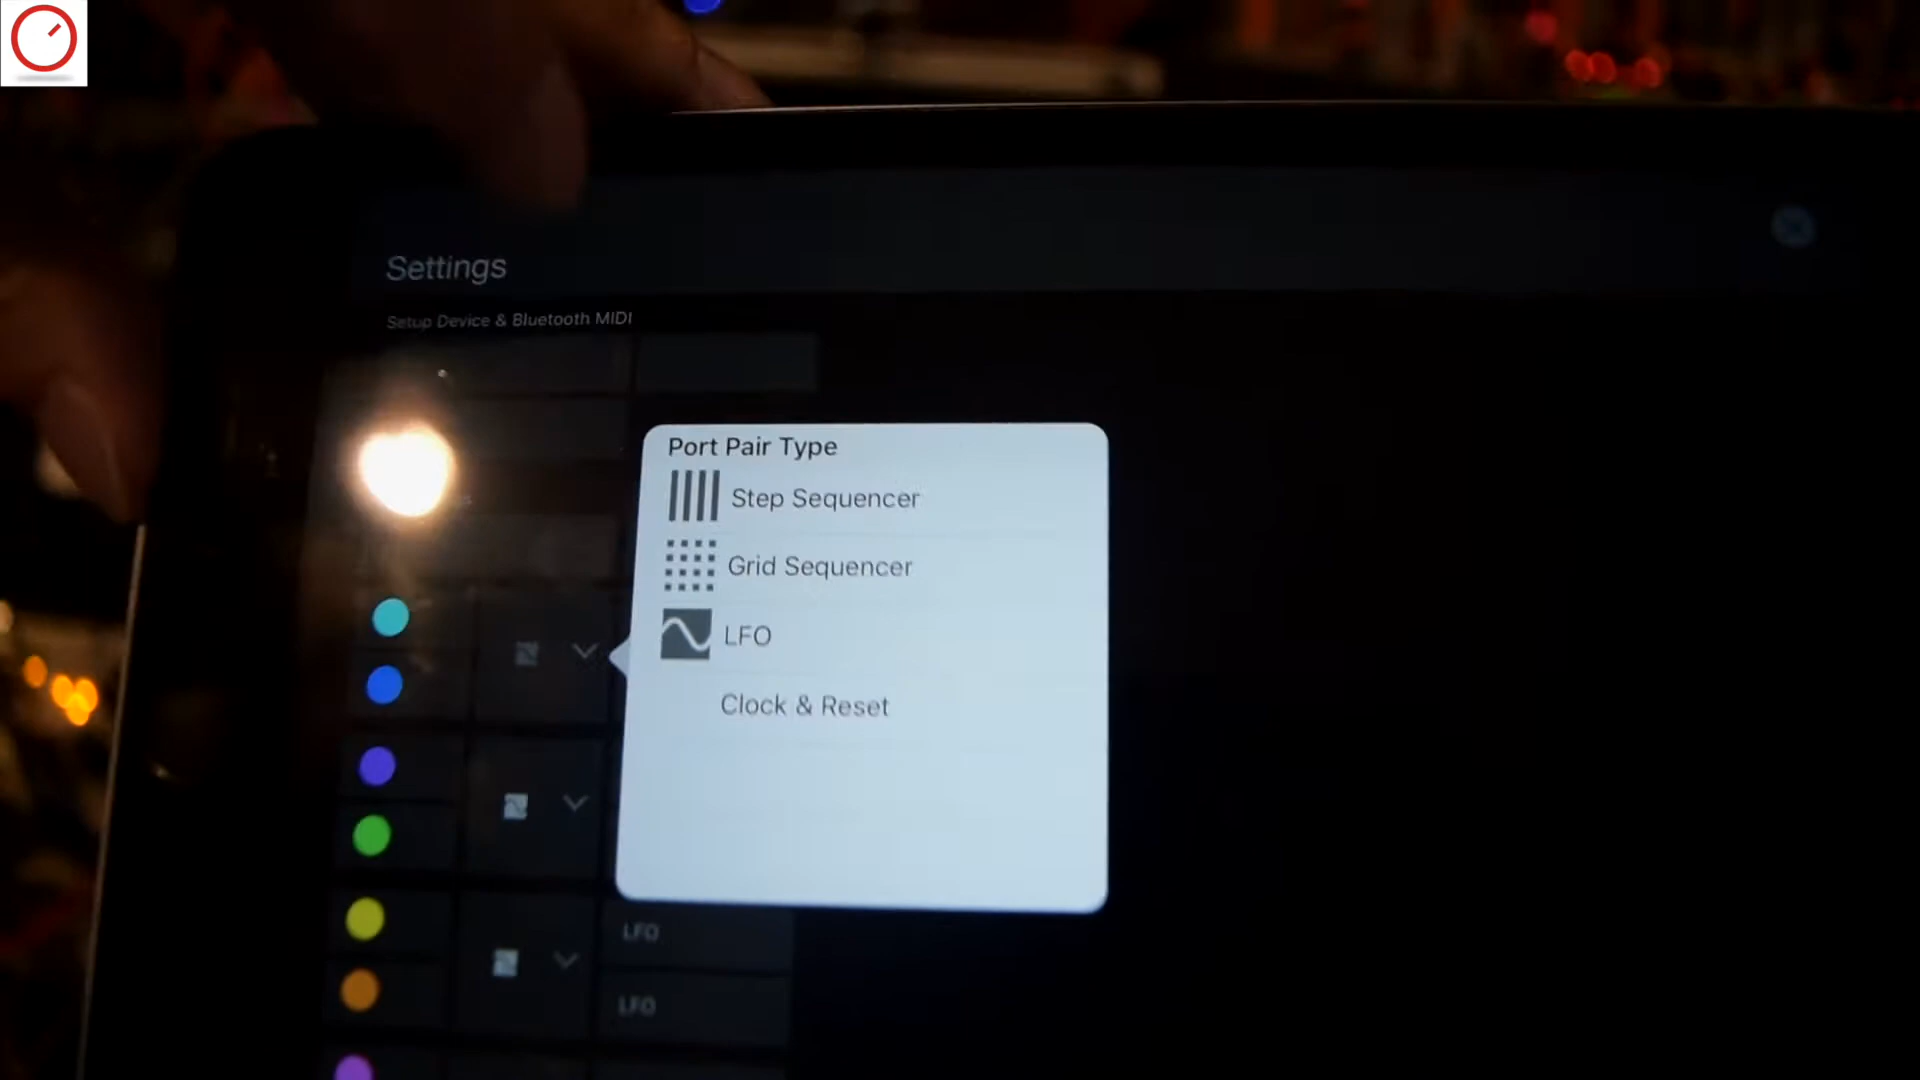 Settings
Setup Device & Bluetooth MIDI
Port Pair Type
Step Sequencer
Grid Sequencer
LFO
Clock & Reset
LFO
LFO